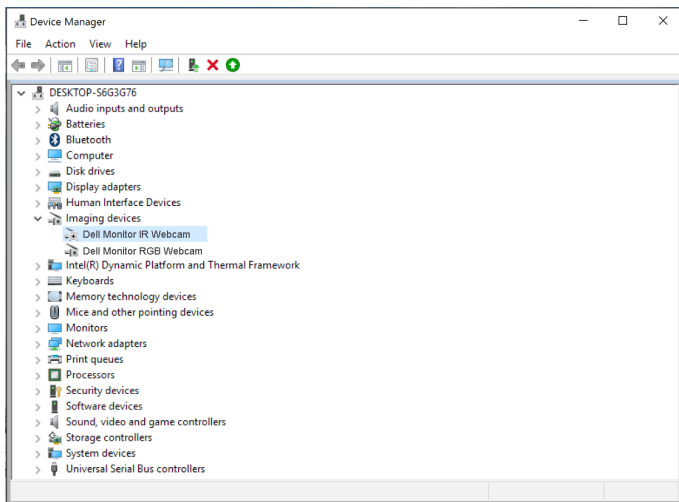 Device Manager
File Action View Help
DESKTOP-S6G3G76
Audio inputs and outputs
Batteries
Bluetooth
Computer
Disk drives
Display adapters
Human Interface Devices
Imaging devices
Dell Monitor IR Webcam
Dell Monitor RGB Webcam
Intel(R) Dynamic Platform and Thermal Framework
Keyboards
Memory technology devices
Mice and other pointing devices
Monitors
Network adapters
Print queues
Processors
Security devices
Software devices
Sound, video and game controllers
Storage controllers
System devices
Universal Serial Bus controllers